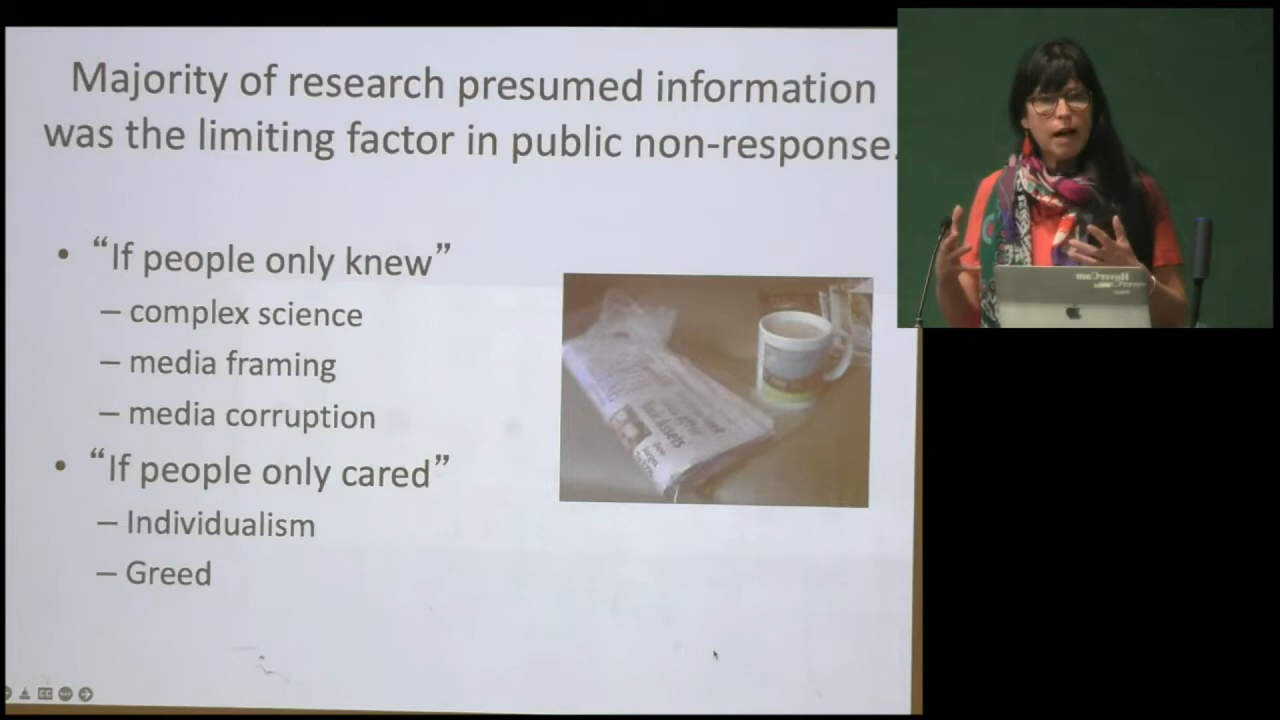 Majority of research presumed information
was the limiting factor in public non-response.
• “If people only knew”
– complex science
– media framing
– media corruption
• “If people only cared”
– Individualism
– Greed
CC